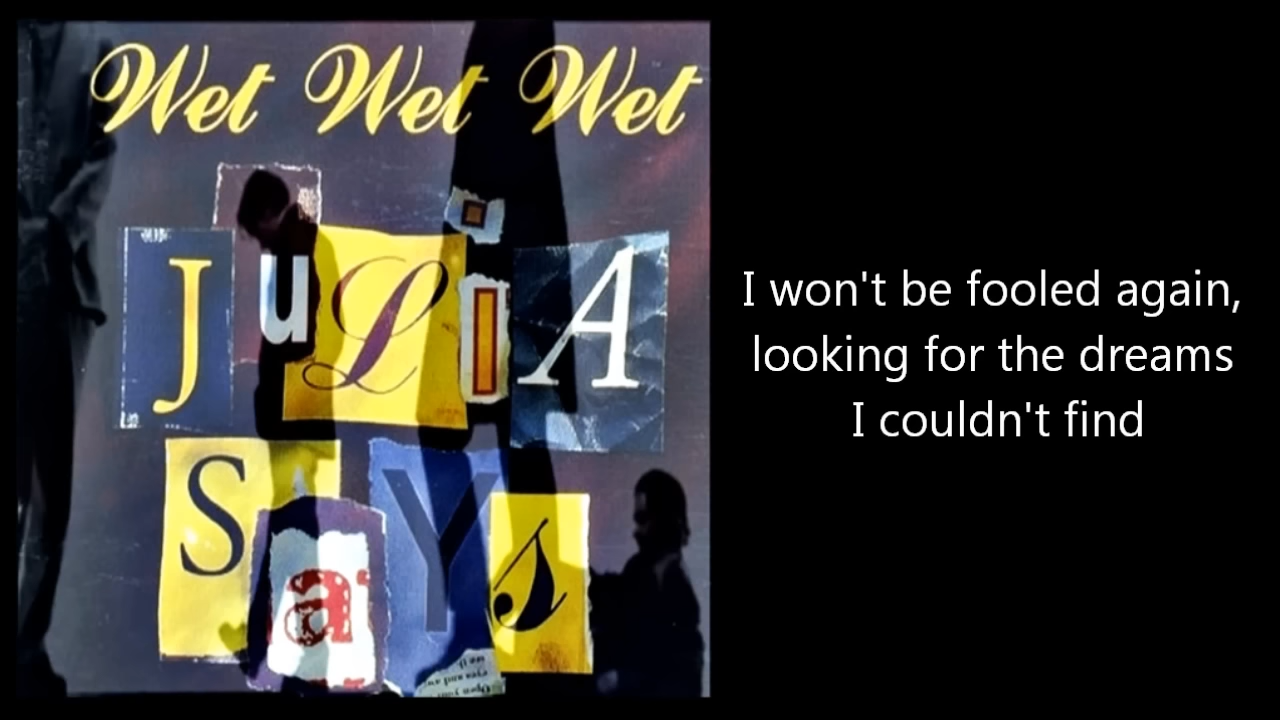 Wet Wet Wet
JuLiA
SaYs
I won't be fooled again,
looking for the dreams
I couldn't find